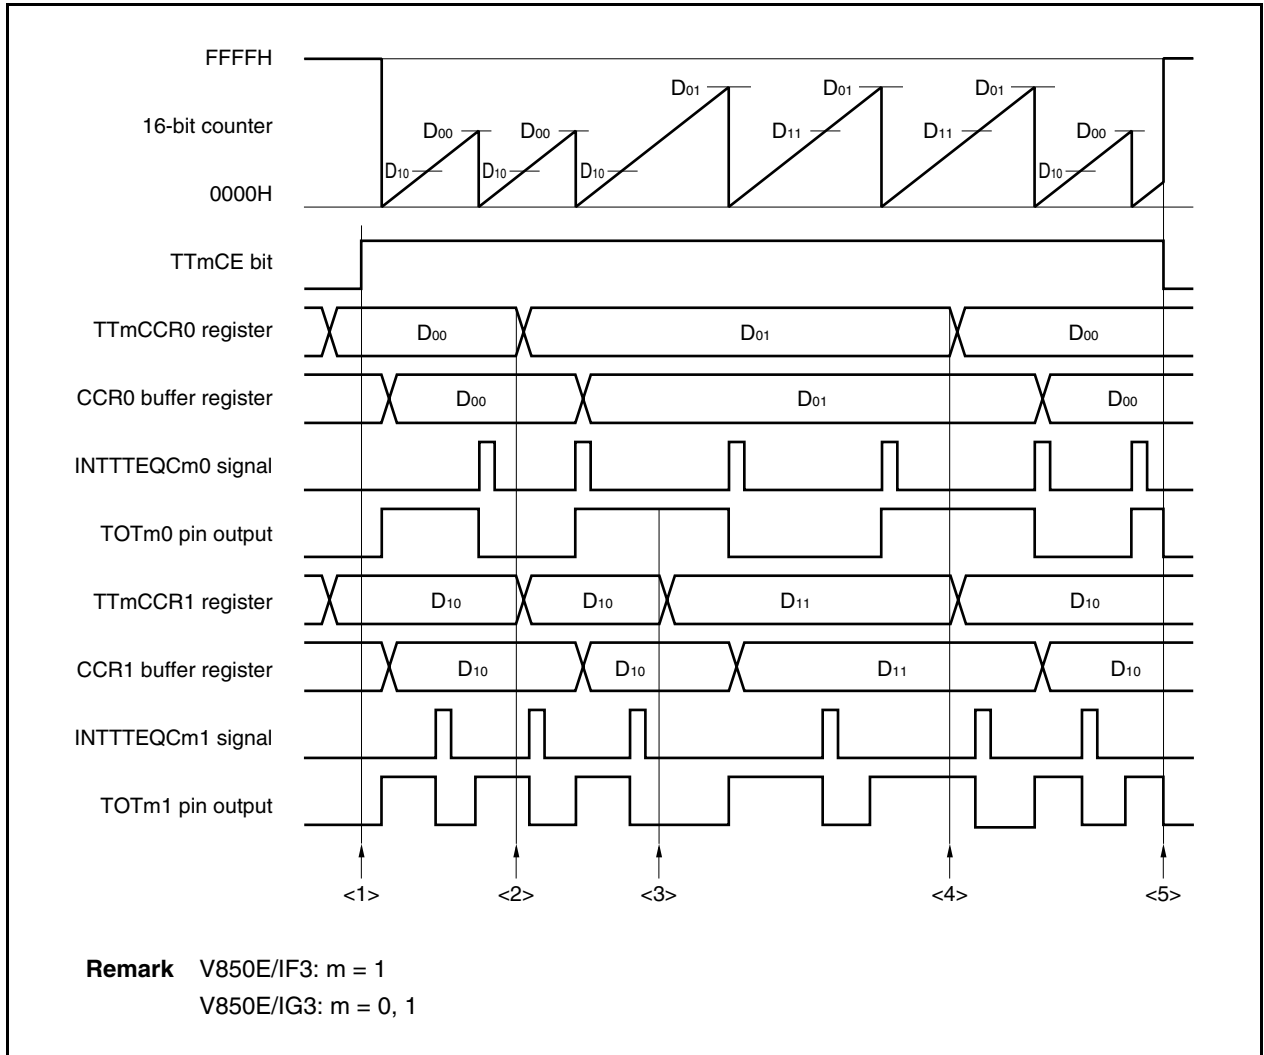 FFFFH
D01 D01 D01
16-bit counter D00 D00 D11 D11 D00
D10 D10 D10 D10
0000H
TTmCE bit
TTmCCR0 register D00 D01 D00
CCR0 buffer register D00 D01 D00
INTTTEQCm0 signal
TOTm0 pin output
TTmCCR1 register D10 D10 D11 D10
CCR1 buffer register D10 D10 D11 D10
INTTTEQCm1 signal
TOTm1 pin output
<1> <2> <3> <4> <5>
Remark V850E/IF3: m = 1
V850E/IG3: m = 0, 1